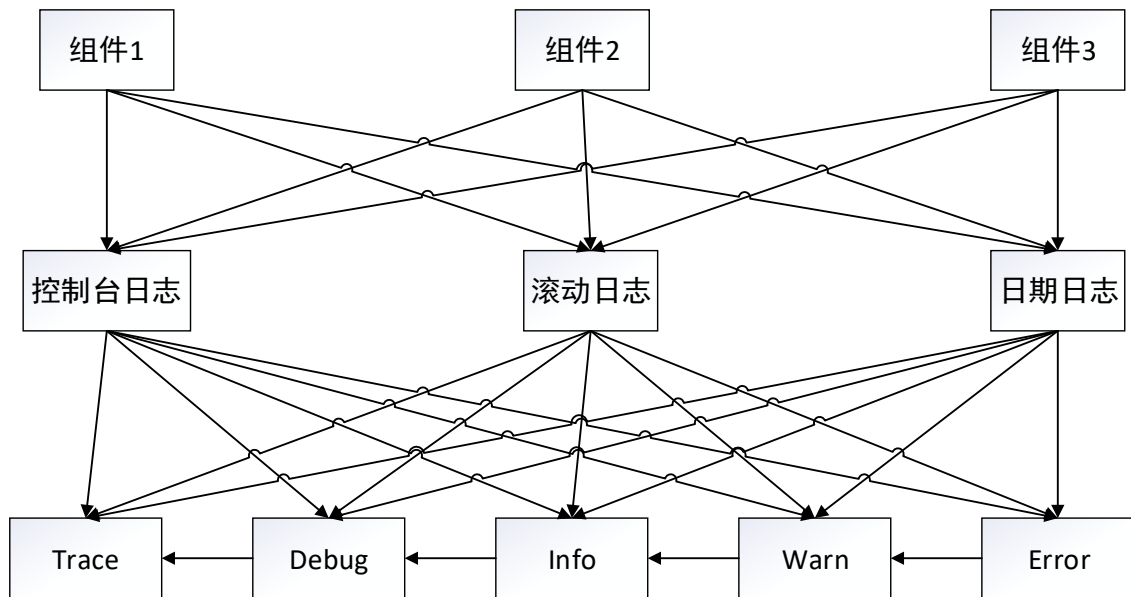 组件1
组件2
组件3
控制台日志
滚动日志
日期日志
Trace
Debug
Info
Warn
Error